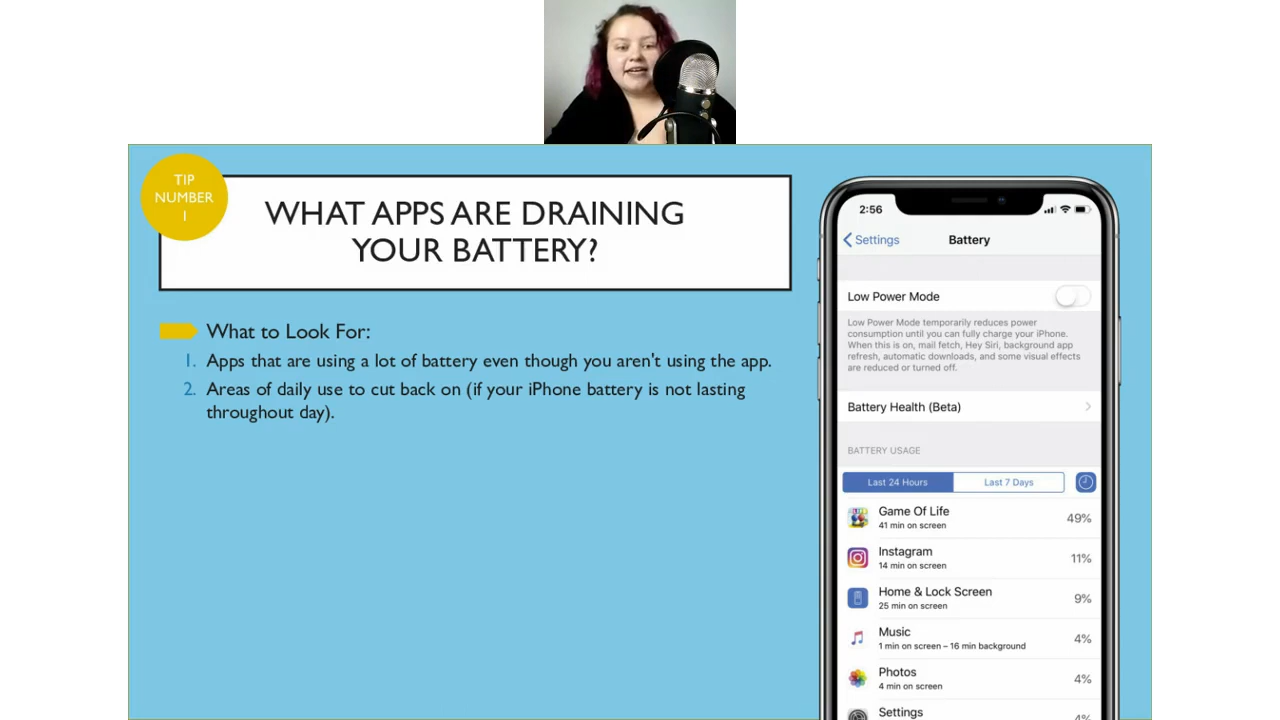 TIP
NUMBER
1
WHAT APPS ARE DRAINING
YOUR BATTERY?
What to Look For:
1. Apps that are using a lot of battery even though you aren't using the app.
2. Areas of daily use to cut back on (if your iPhone battery is not lasting
throughout day).
2:56
Settings
Battery
Low Power Mode
Low Power Mode temporarily reduces power
consumption until you can fully charge your iPhone.
When this is on, mail fetch, Hey Siri, background app
refresh, automatic downloads, and some visual effects
are reduced or turned off.
Battery Health (Beta)
BATTERY USAGE
Last 24 Hours
Last 7 Days
Game Of Life
41 min on screen
49%
Instagram
14 min on screen
11%
Home & Lock Screen
25 min on screen
9%
Music
1 min on screen – 16 min background
4%
Photos
4 min on screen
4%
Settings
4%